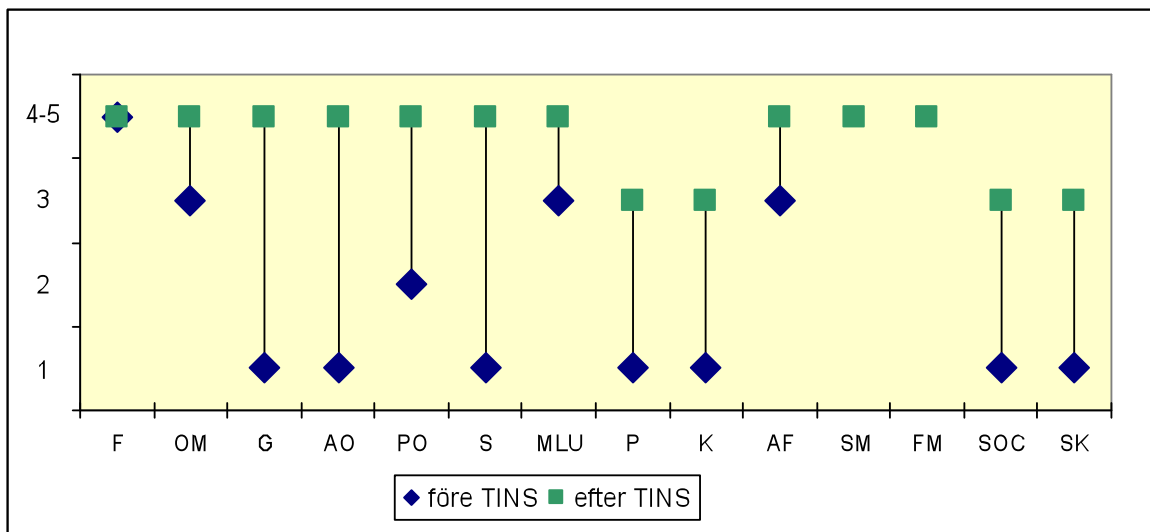 4-5
3
2
1
F OM G AO PO S MLU P K AF SM FM SOC SK
före TINS efter TINS